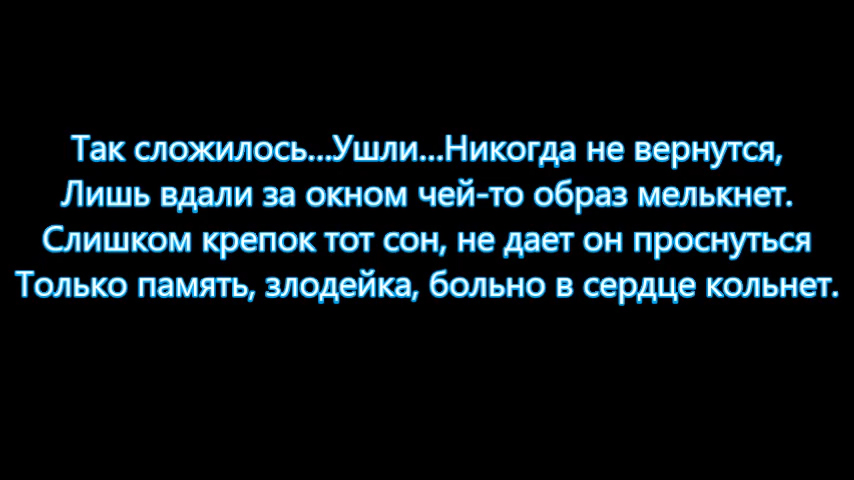 Так сложилось...Ушли...Никогда не вернутся,
Лишь вдали за окном чей-то образ мелькнет.
Слишком крепок тот сон, не дает он проснуться
Только память, злодейка, больно в сердце кольнет.